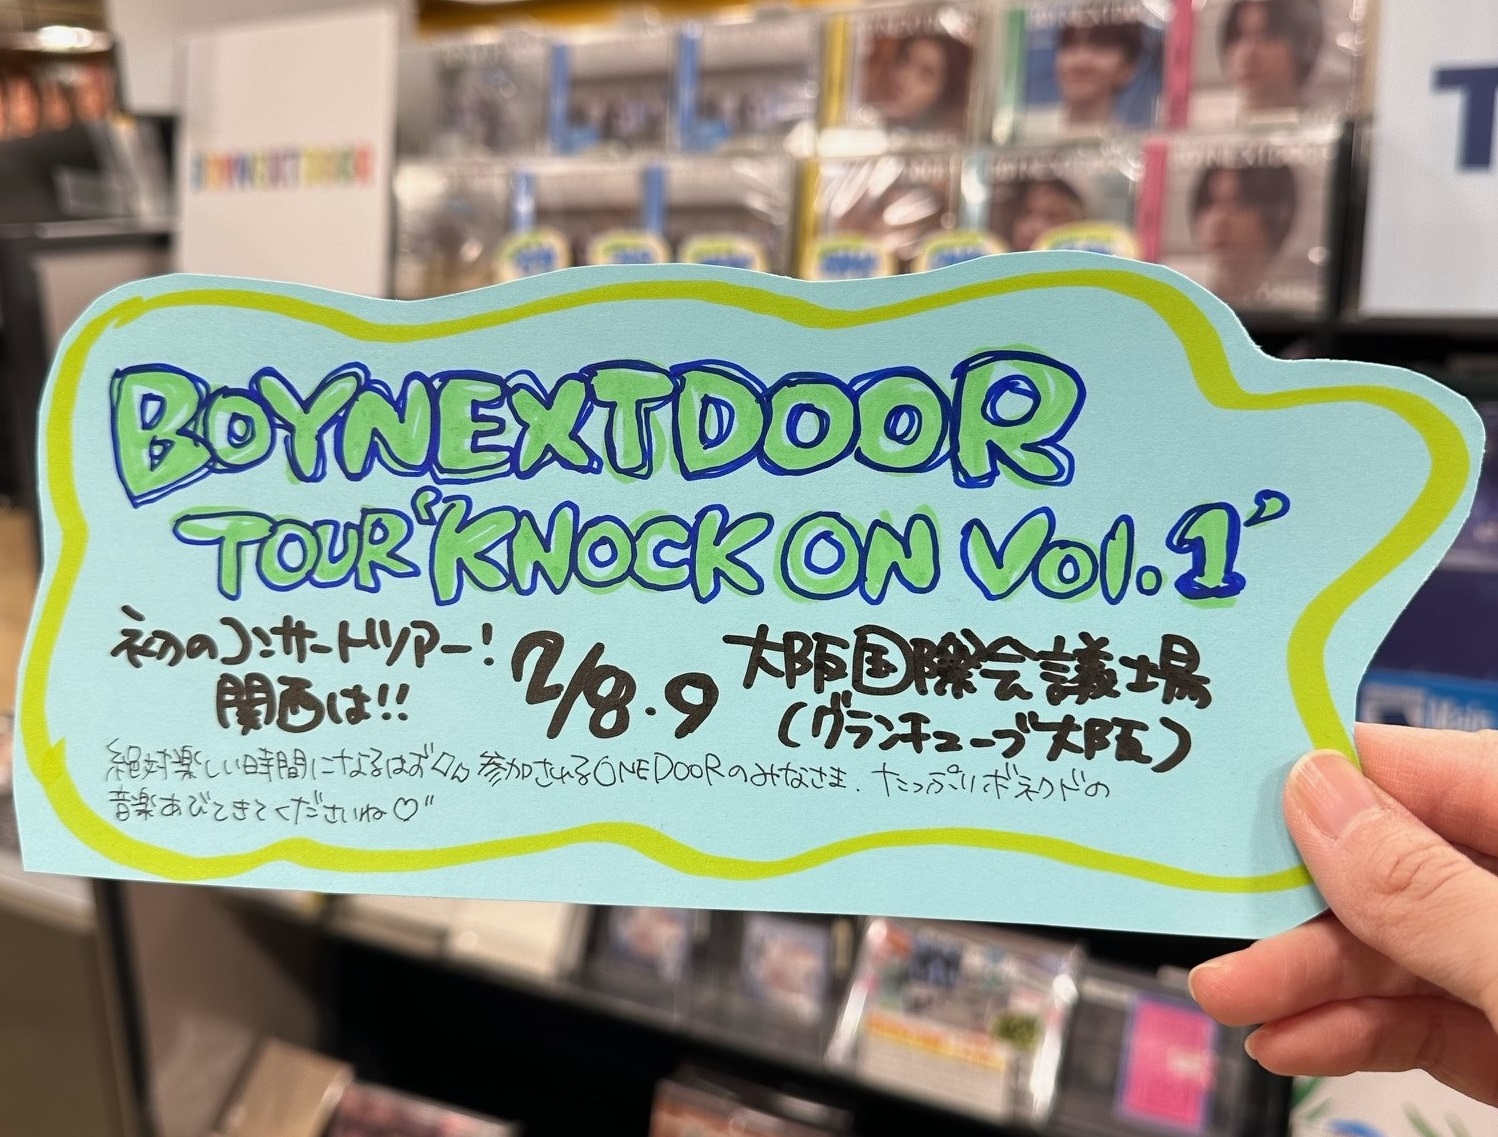 BOYNEXTDOOR
BOYNEXTDOOR
TOUR 'KNOCK ON Vol.1'
初のコンサートツアー!
関西は!!
2/8.9
大阪国際会議場
(グランキューブ大阪)
絶対楽しい時間になるはず 参加されるONEDOORのみなさま、たっぷりボネクドの
音楽あびてきてくださいね♡"